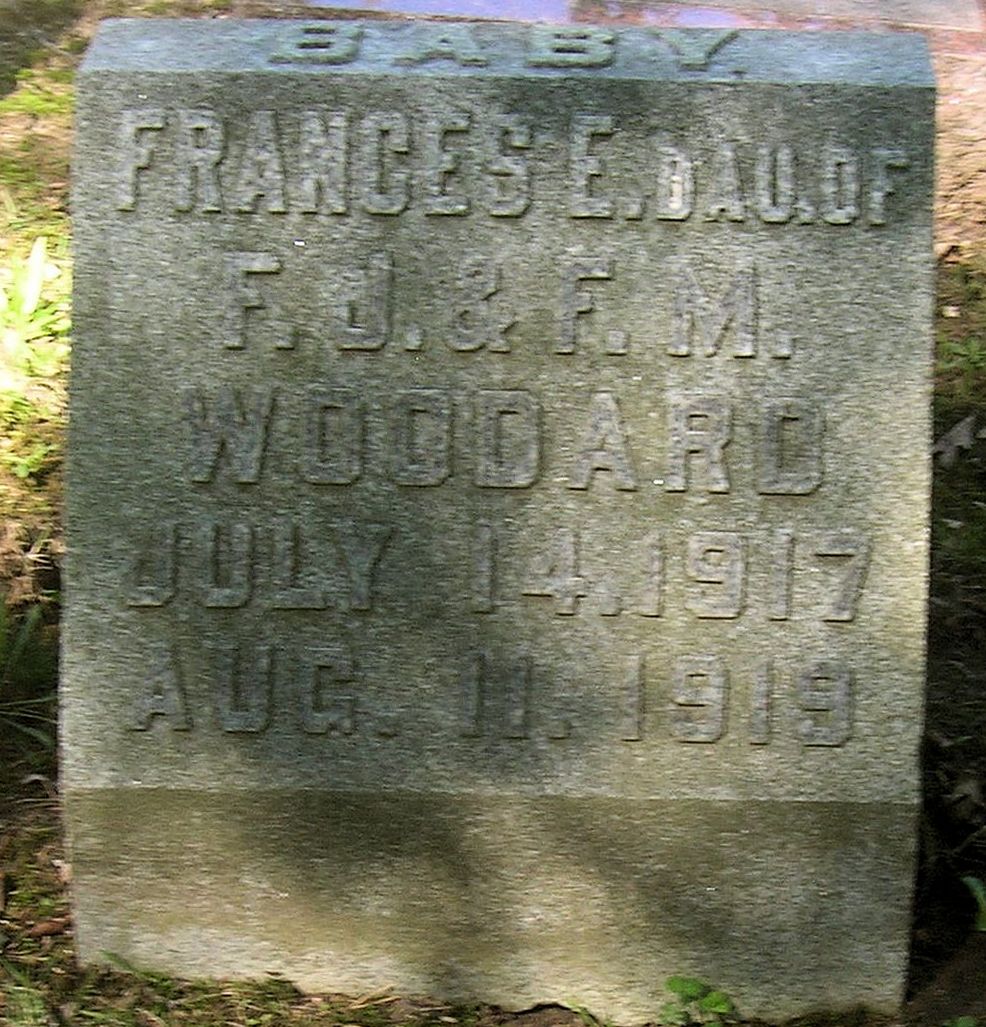 BABY
FRANCES E. DAU. OF
F. J. & F. M.
WOODARD
JULY 14. 1917
AUG. 11. 1919